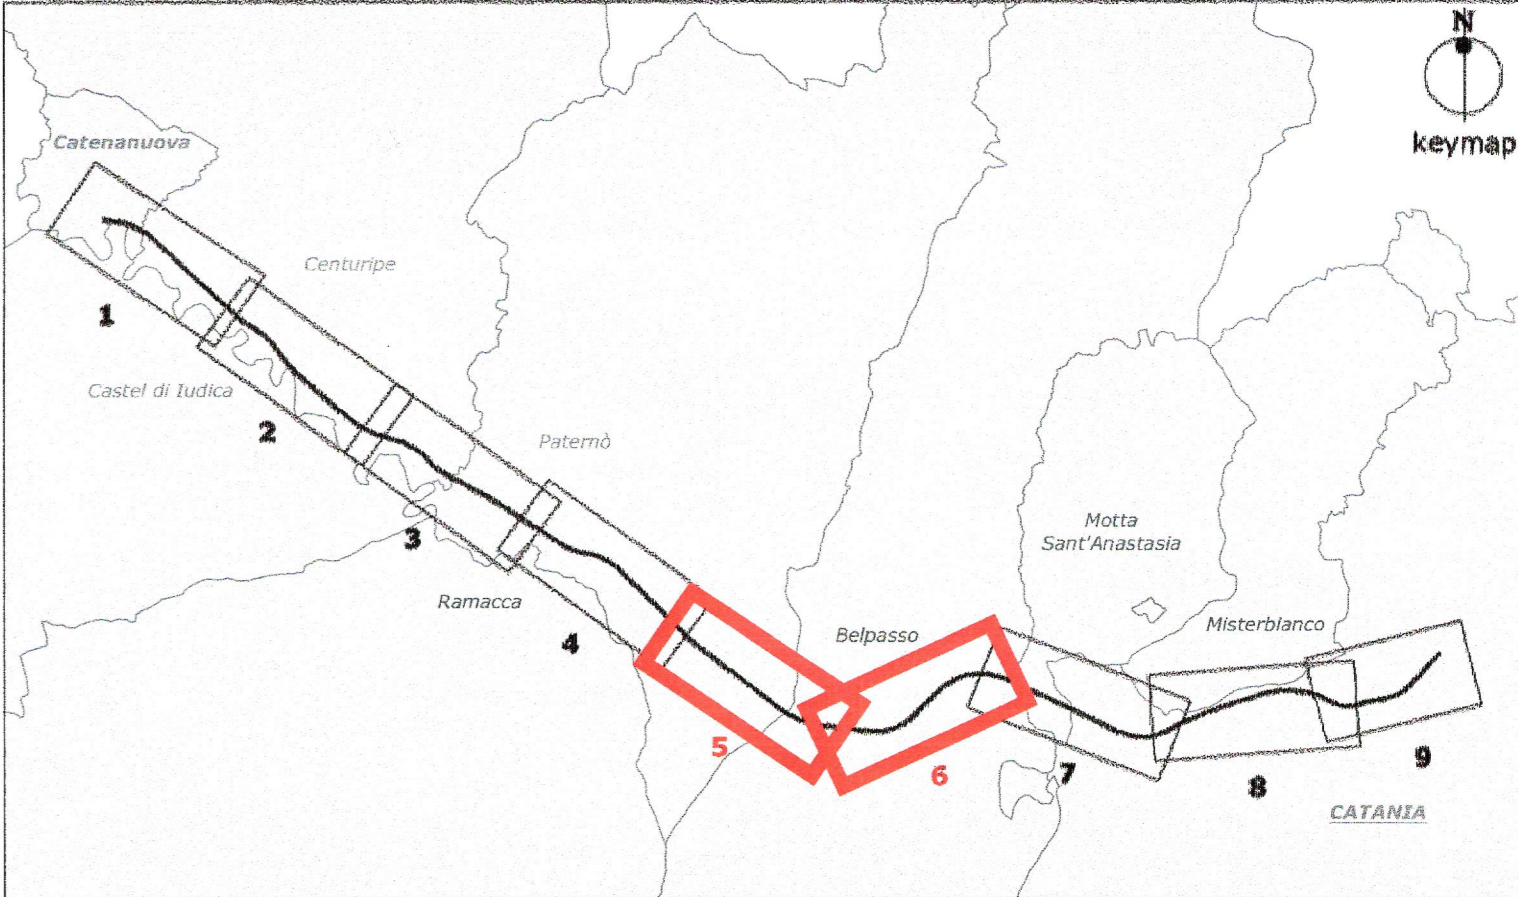 N
keymap
Catenanuova
Centuripe
1
Castel di Iudica
2
Paternò
3
Motta
Sant'Anastasia
Ramacca
4
Belpasso
Misterbianco
5
6
7
8
9
CATANIA